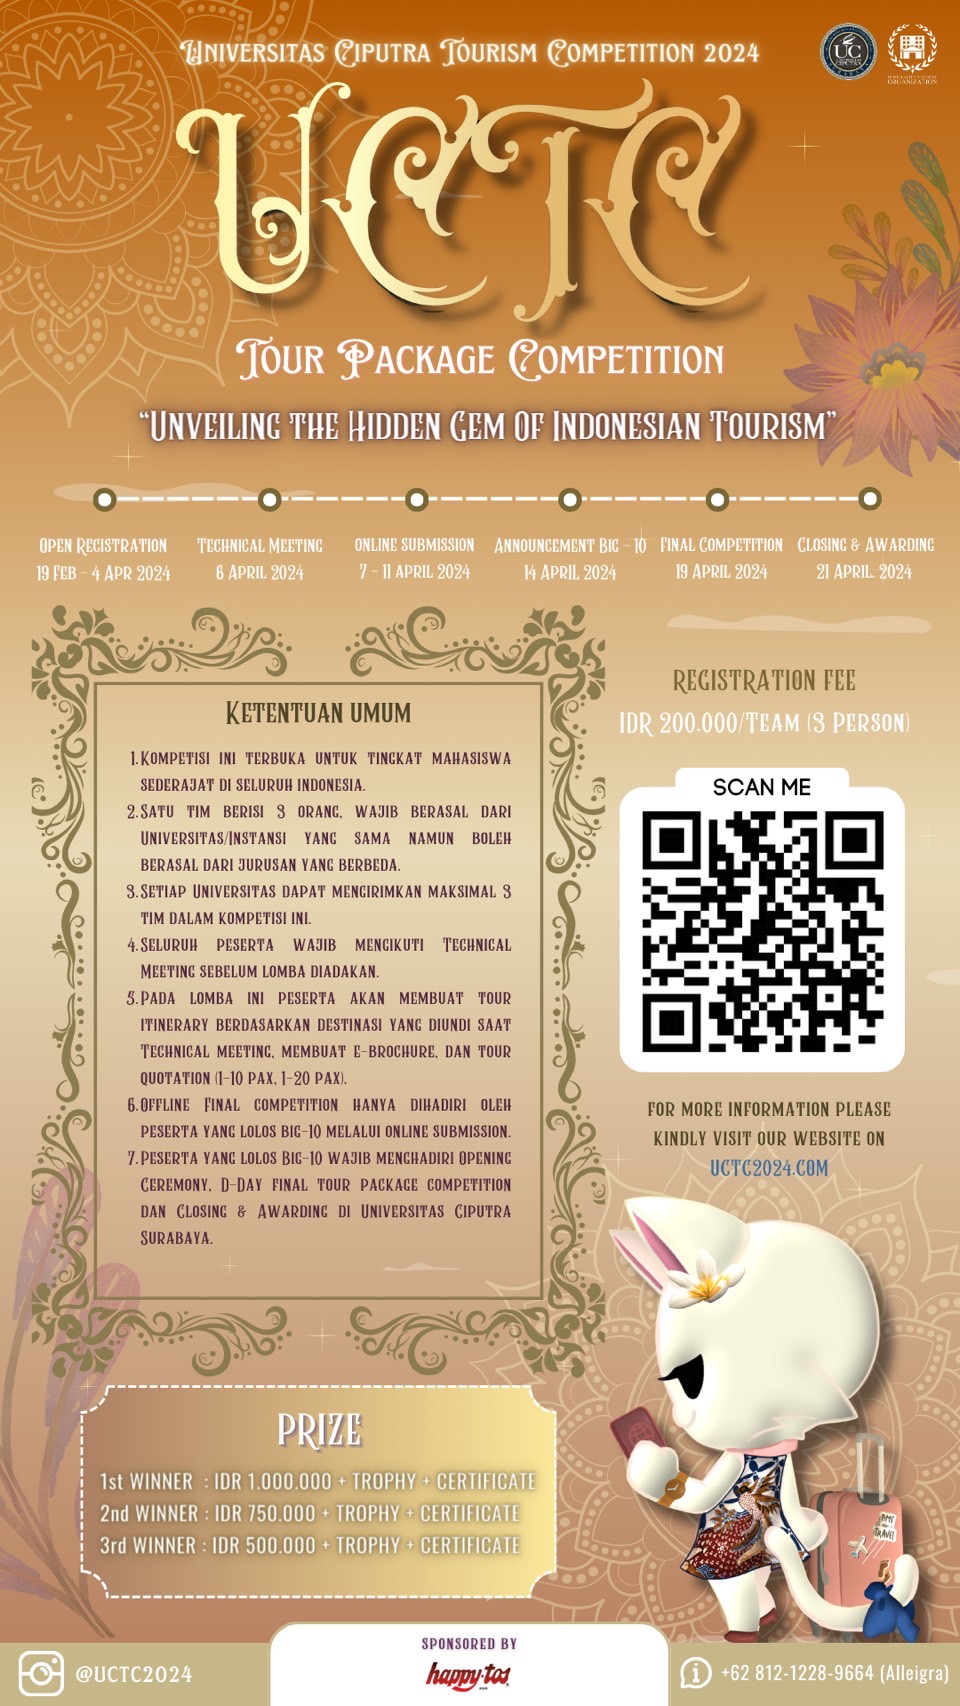 Universitas Ciputra Tourism Competition 2024
UC
ORGANIZATION
UCTC
Tour Package Competition
“Unveiling the Hidden Gem Of Indonesian Tourism”
Open Registration
19 Feb - 4 Apr 2024
Technical Meeting
6 April 2024
online submission
7 - 11 April 2024
Announcement Big - 10
14 April 2024
Final Competition
19 April 2024
Closing & Awarding
21 April. 2024
Ketentuan umum
1. Kompetisi ini terbuka untuk tingkat mahasiswa
sederajat di seluruh Indonesia.
2. Satu tim berisi 3 orang, wajib berasal dari
Universitas/Instansi yang sama namun boleh
berasal dari jurusan yang berbeda.
3. Setiap Universitas dapat mengirimkan maksimal 3
tim dalam kompetisi ini.
4. Seluruh peserta wajib mengikuti Technical
Meeting sebelum lomba diadakan.
5. Pada lomba ini peserta akan membuat tour
itinerary berdasarkan destinasi yang diundi saat
Technical Meeting, membuat e-brochure, dan tour
quotation (1-10 pax, 1-20 pax).
6. Offline Final competition hanya dihadiri oleh
peserta yang lolos big-10 melalui online submission.
7. Peserta yang lolos Big-10 wajib menghadiri Opening
Ceremony, D-Day final tour package competition
dan Closing & Awarding di Universitas Ciputra
Surabaya.
REGISTRATION FEE
IDR 200.000/Team (3 Person)
SCAN ME
FOR MORE INFORMATION PLEASE
KINDLY VISIT OUR WEBSITE ON
UCTC2024.COM
PRIZE
1st WINNER : IDR 1.000.000 + TROPHY + CERTIFICATE
2nd WINNER : IDR 750.000 + TROPHY + CERTIFICATE
3rd WINNER : IDR 500.000 + TROPHY + CERTIFICATE
TIME
TRAVEL
@UCTC2024
SPONSORED BY
happy tos
+62 812-1228-9664 (Alleigra)